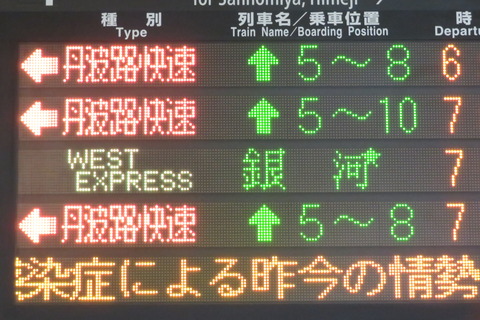 for Sannomiya, Himeji
種 別 列車名／乗車位置 時
Type Train Name/Boarding Position Departu
丹波路快速 ↑ 5～8 6
丹波路快速 ↑ 5～10 7
WEST EXPRESS 銀 河 7
丹波路快速 ↑ 5～8 7
染症による昨今の情勢